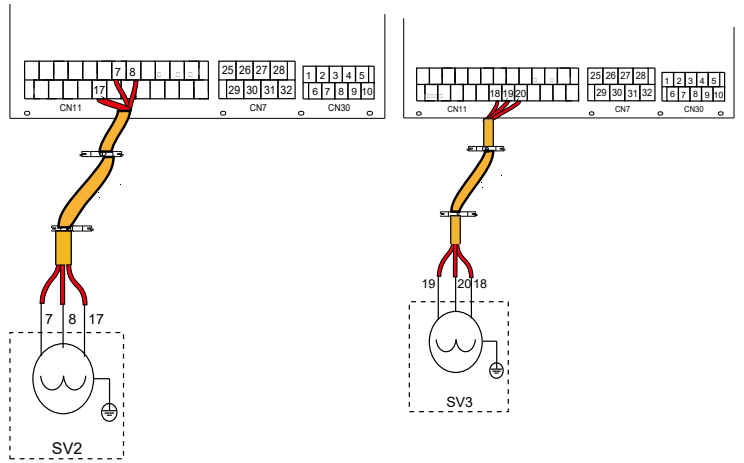 7 8
17
CN11
25 26 27 28
29 30 31 32
CN7
1 2 3 4 5
6 7 8 9 10
CN30
7 8 17
SV2
18 19 20
CN11
25 26 27 28
29 30 31 32
CN7
1 2 3 4 5
6 7 8 9 10
CN30
19 20 18
SV3